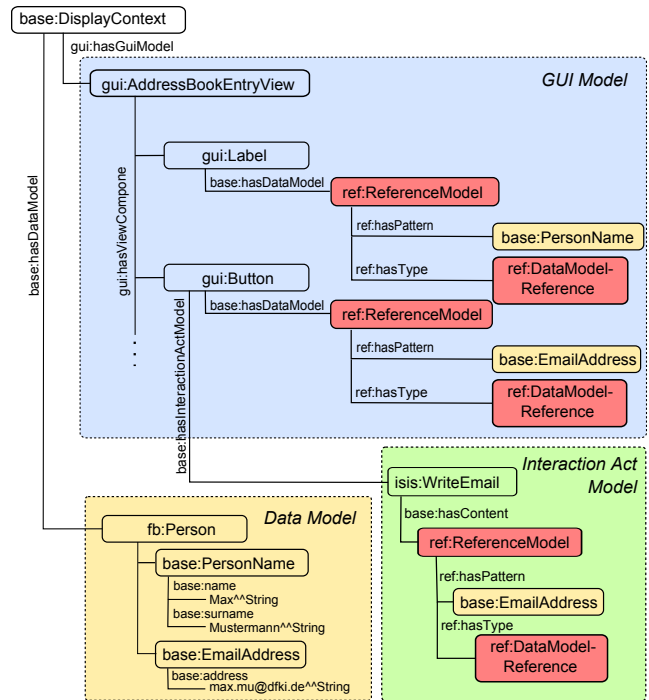 base:DisplayContext
gui:hasGuiModel
GUI Model
gui:AddressBookEntryView
gui:Label
base:hasDataModel
ref:ReferenceModel
ref:hasPattern
base:PersonName
ref:hasType
ref:DataModel-
Reference
base:hasDataModel
gui:hasViewCompone
gui:Button
base:hasDataModel
ref:ReferenceModel
ref:hasPattern
base:EmailAddress
ref:hasType
ref:DataModel-
Reference
. . .
base:hasInteractionActModel
Interaction Act
Model
isis:WriteEmail
base:hasContent
ref:ReferenceModel
ref:hasPattern
base:EmailAddress
ref:hasType
ref:DataModel-
Reference
Data Model
fb:Person
base:PersonName
base:name
Max^^String
base:surname
Mustermann^^String
base:EmailAddress
base:address
max.mu@dfki.de^^String